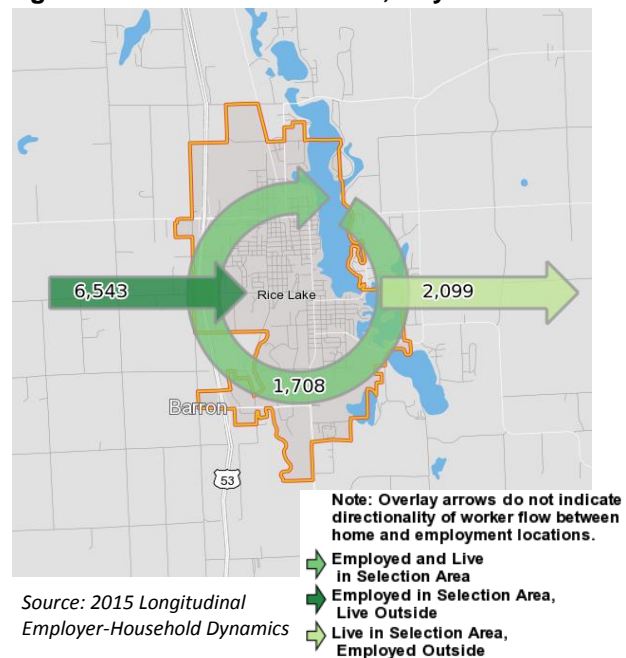 6,543
Rice Lake
2,099
1,708
Barron
53
Note: Overlay arrows do not indicate
directionality of worker flow between
home and employment locations.
Employed and Live
in Selection Area
Employed in Selection Area,
Live Outside
Live in Selection Area,
Employed Outside
Source: 2015 Longitudinal
Employer-Household Dynamics